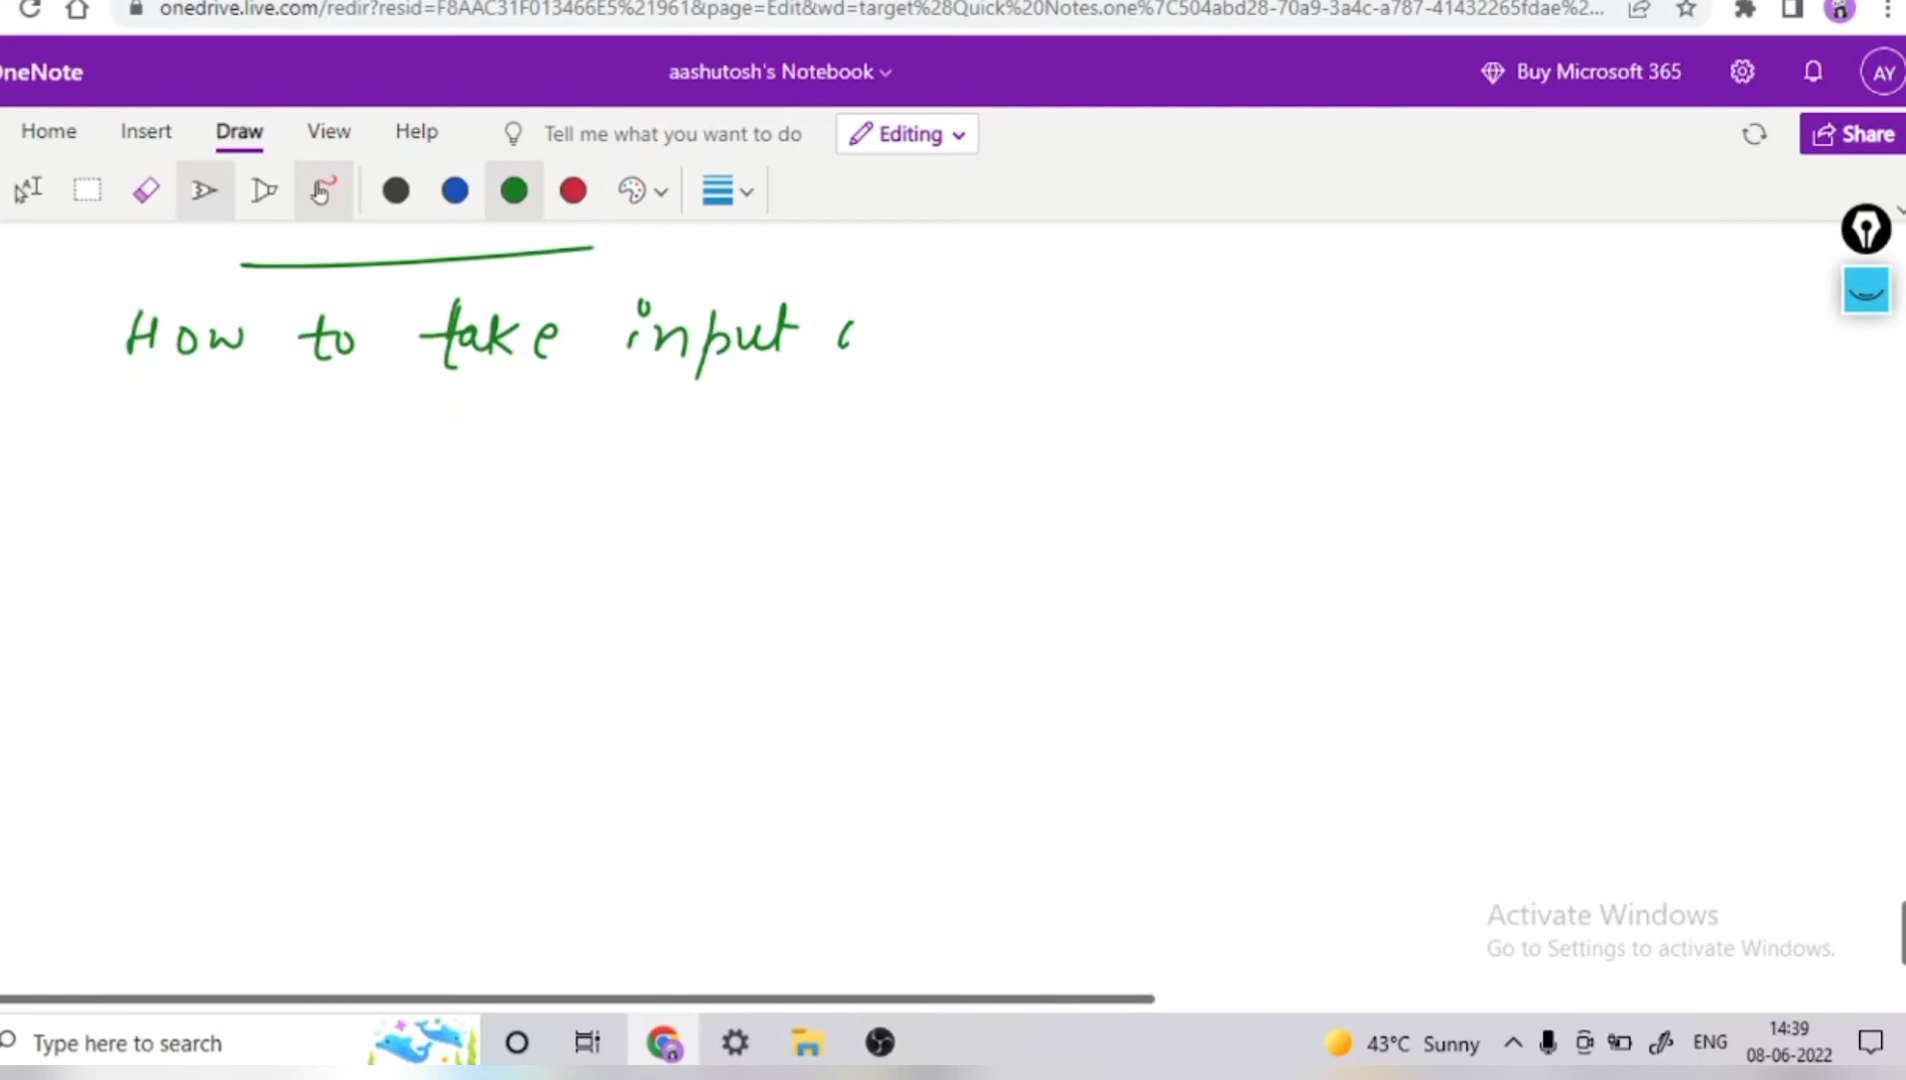 onedrive.live.com/redir?resid=F8AAC31F013466E5%21961&page=Edit&wd=target%28Quick%20Notes.one%7C504abd28-70a9-3a4c-a787-41432265fdae%2...
OneNote
aashutosh's Notebook
Buy Microsoft 365
AY
Home Insert Draw View Help
Tell me what you want to do
Editing
Share
How to take input
Activate Windows
Go to Settings to activate Windows.
Type here to search
43°C Sunny
ENG
14:39
08-06-2022